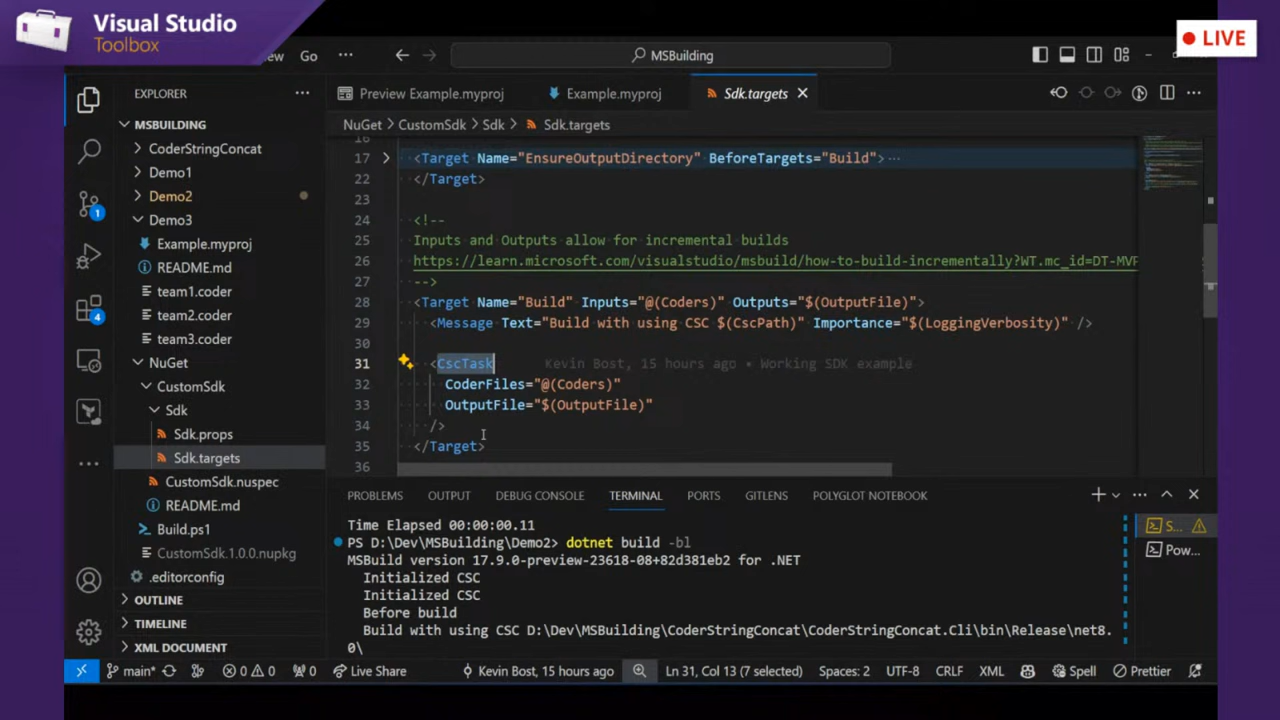 Visual Studio
Toolbox
LIVE
Go
MSBuilding
EXPLORER
Preview Example.myproj
Example.myproj
Sdk.targets
MSBUILDING
CoderStringConcat
Demo1
Demo2
Demo3
Example.myproj
README.md
team1.coder
team2.coder
team3.coder
NuGet
CustomSdk
Sdk
Sdk.props
Sdk.targets
CustomSdk.nuspec
README.md
Build.ps1
CustomSdk.1.0.0.nupkg
.editorconfig
OUTLINE
TIMELINE
XML DOCUMENT
1
4
NuGet > CustomSdk > Sdk > Sdk.targets
16
17 <Target Name="EnsureOutputDirectory" BeforeTargets="Build"> ...
22 </Target>
23
24 <!--
25 Inputs and Outputs allow for incremental builds
26 https://learn.microsoft.com/visualstudio/msbuild/how-to-build-incrementally?WT.mc_id=DT-MVP
27 -->
28 <Target Name="Build" Inputs="@(Coders)" Outputs="$(OutputFile)">
29 <Message Text="Build with using CSC $(CscPath)" Importance="$(LoggingVerbosity)" />
30
31 <CscTask Kevin Bost, 15 hours ago • Working SDK example
32 CoderFiles="@(Coders)"
33 OutputFile="$(OutputFile)"
34 />
35 </Target>
36
PROBLEMS OUTPUT DEBUG CONSOLE TERMINAL PORTS GITLENS POLYGLOT NOTEBOOK
Time Elapsed 00:00:00.11
PS D:\Dev\MSBuilding\Demo2> dotnet build -bl
MSBuild version 17.9.0-preview-23618-08+82d381eb2 for .NET
Initialized CSC
Initialized CSC
Before build
Build with using CSC D:\Dev\MSBuilding\CoderStringConcat\CoderStringConcat.Cli\bin\Release\net8.
0\
S...
Pow...
main* 0 0 0 Live Share Kevin Bost, 15 hours ago Ln 31, Col 13 (7 selected) Spaces: 2 UTF-8 CRLF XML Spell Prettier